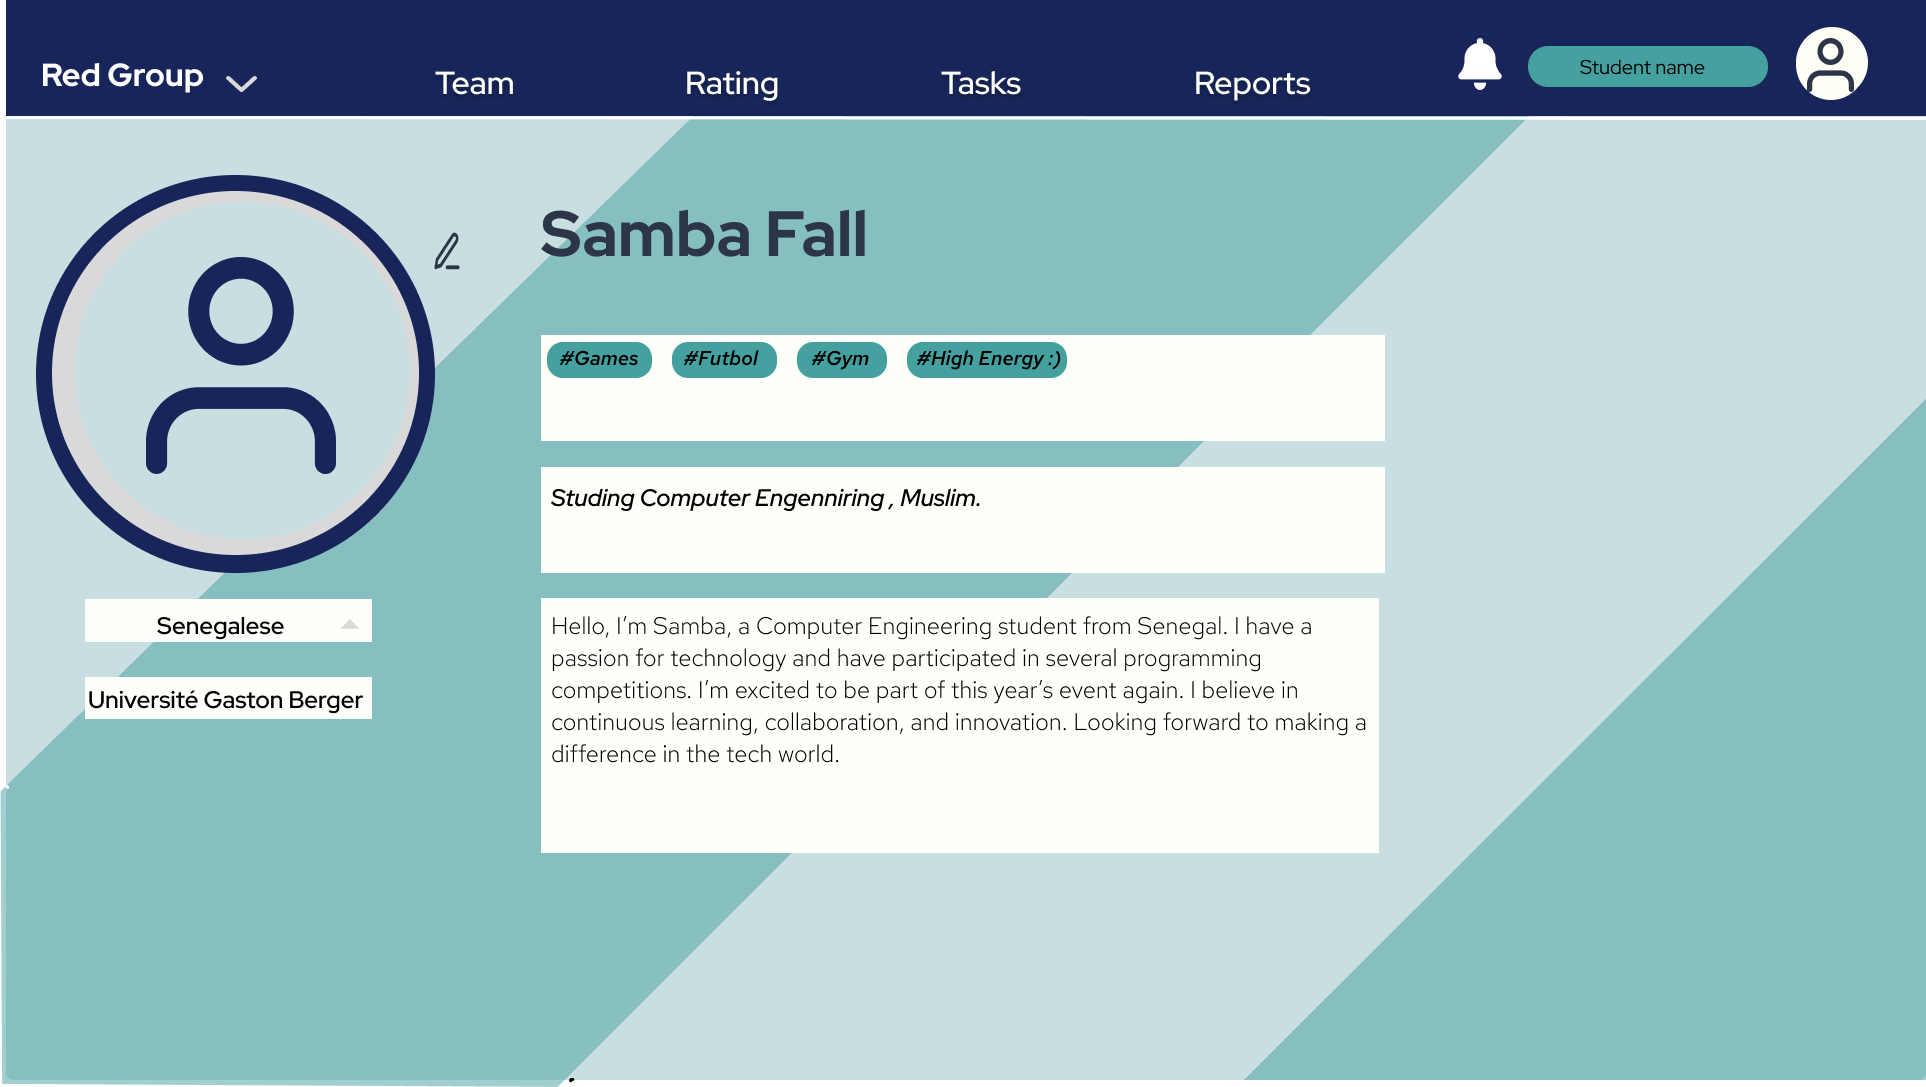 Red Group
Team
Rating
Tasks
Reports
Student name
Samba Fall
#Games
#Futbol
#Gym
#High Energy :)
Studing Computer Engenniring , Muslim.
Senegalese
Université Gaston Berger
Hello, I'm Samba, a Computer Engineering student from Senegal. I have a
passion for technology and have participated in several programming
competitions. I'm excited to be part of this year's event again. I believe in
continuous learning, collaboration, and innovation. Looking forward to making a
difference in the tech world.